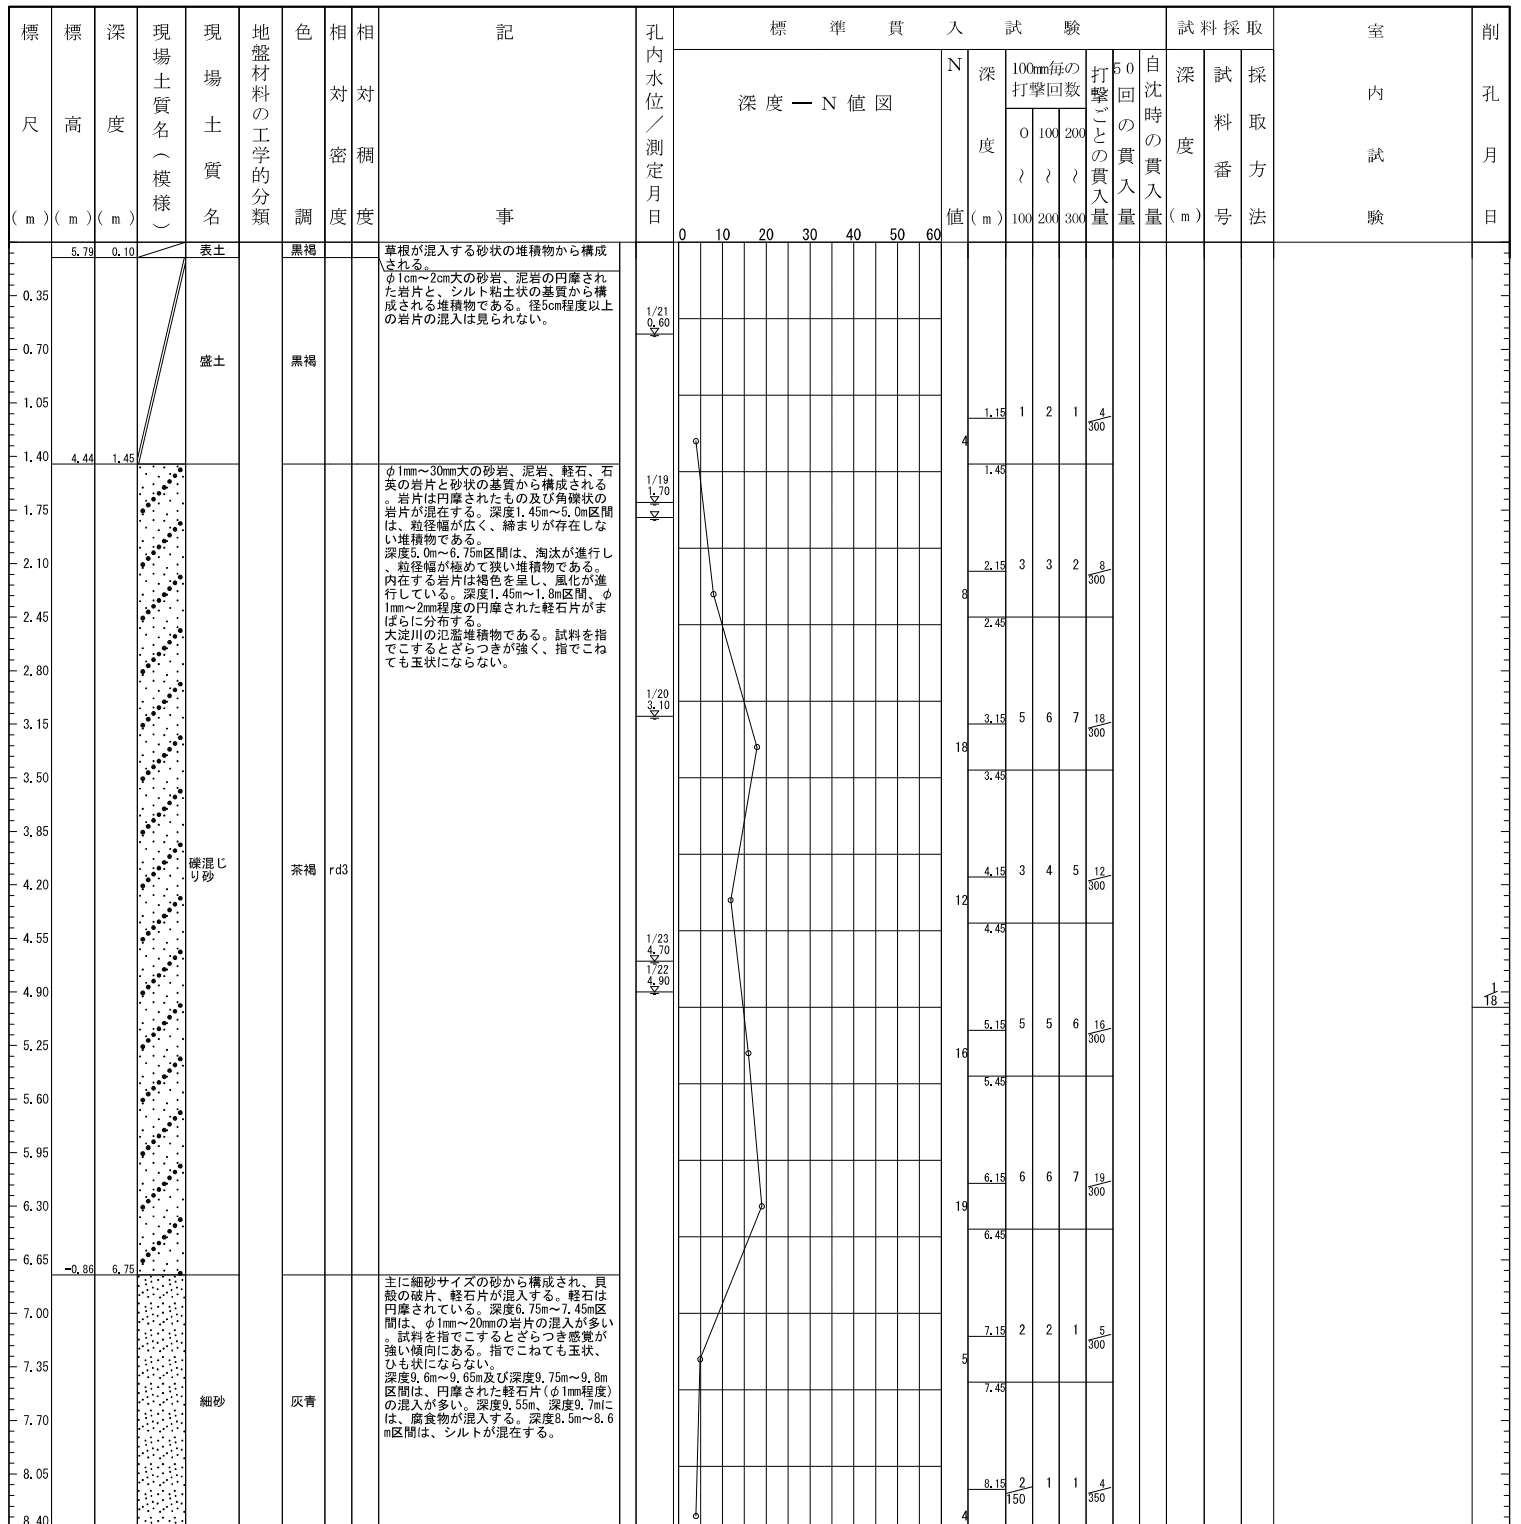 標尺(m)
標高(m)
深度(m)
現場土質名(模様)
現場土質名
地盤材料の工学的分類
色調
相対密度
相対稠度
記事
孔内水位／測定月日
標準貫入試験
深度―N値図
0 10 20 30 40 50 60
N値
深度(m)
100mm毎の
打撃回数
0 100 200
～ ～ ～
100 200 300
打撃ごとの貫入量
50回の貫入量
自沈時の貫入量
試料採取
深度(m)
試料番号
採取方法
室内試験
削孔月日
5.79 0.10 表土 黒褐
草根が混入する砂状の堆積物から構成
される。
φ1cm～2cm大の砂岩、泥岩の円摩され
た岩片と、シルト粘土状の基質から構
成される堆積物である。径5cm程度以上
の岩片の混入は見られない。
0.35
1/21
0.60
0.70
盛土 黒褐
1.05
1.15 1 2 1 4/300
4
1.40
4.44 1.45
1.45
φ1mm～30mm大の砂岩、泥岩、軽石、石
英の岩片と砂状の基質から構成される
。岩片は円摩されたもの及び角礫状の
岩片が混在する。深度1.45m～5.0m区間
は、粒径幅が広く、締まりが存在しな
い堆積物である。
深度5.0m～6.75m区間は、淘汰が進行し
、粒径幅が極めて狭い堆積物である。
内在する岩片は褐色を呈し、風化が進
行している。深度1.45m～1.8m区間、φ
1mm～2mm程度の円摩された軽石片がま
ばらに分布する。
大淀川の氾濫堆積物である。試料を指
でこするとざらつきが強く、指でこね
ても玉状にならない。
1/19
1.70
1.75
2.10
2.15 3 3 2 8/300
8
2.45
2.45
2.80
1/20
3.10
3.15
3.15 5 6 7 18/300
18
3.45
3.50
3.85
礫混じ
り砂
茶褐 rd3
4.15 3 4 5 12/300
4.20
12
4.45
4.55
1/23
4.70
1/22
4.90
4.90
1/18
5.15 5 5 6 16/300
16
5.25
5.45
5.60
5.95
6.15 6 6 7 19/300
19
6.30
6.45
6.65
-0.86 6.75
主に細砂サイズの砂から構成され、貝
殻の破片、軽石片が混入する。軽石は
円摩されている。深度6.75m～7.45m区
間は、φ1mm～20mmの岩片の混入が多い
。試料を指でこするとざらつき感覚が
強い傾向にある。指でこねても玉状、
ひも状にならない。
深度9.6m～9.65m及び深度9.75m～9.8m
区間は、円摩された軽石片(φ1mm程度)
の混入が多い。深度9.55m、深度9.7mに
は、腐食物が混入する。深度8.5m～8.6
m区間は、シルトが混在する。
7.00
7.15 2 2 1 5/300
5
7.35
7.45
細砂 灰青
7.70
8.05
8.15 2/150 1 1 4/350
4
8.40